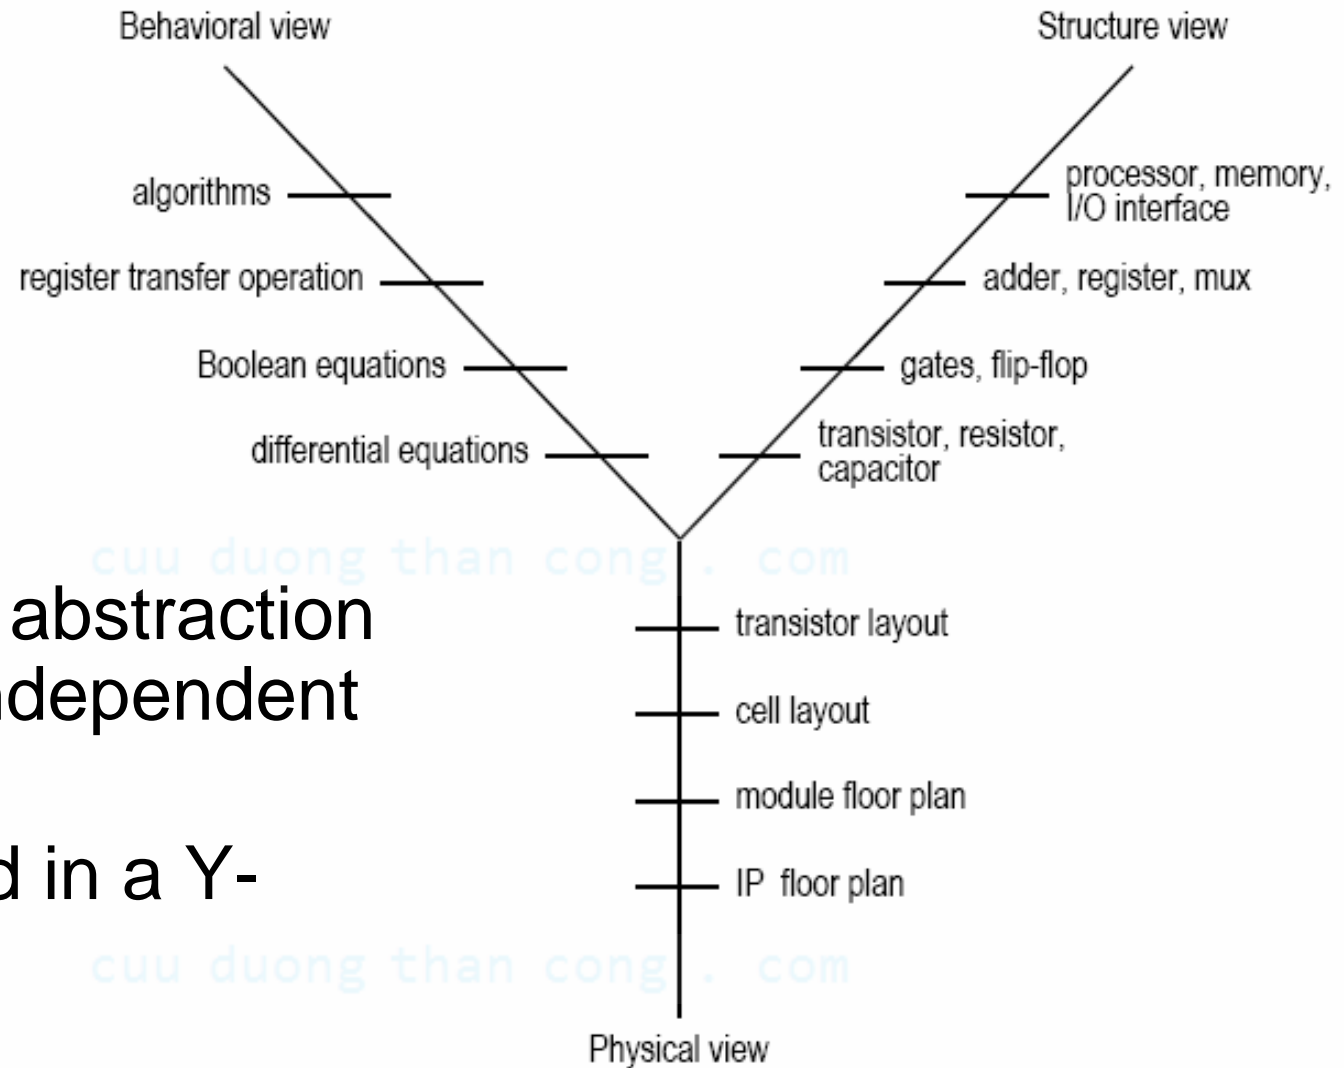 Behavioral view
Structure view
algorithms
processor, memory,
I/O interface
register transfer operation
adder, register, mux
Boolean equations
gates, flip-flop
differential equations
transistor, resistor,
capacitor
cuu duong than cong . com
abstraction
transistor layout
ndependent
cell layout
module floor plan
d in a Y-
IP floor plan
cuu duong than cong . com
Physical view